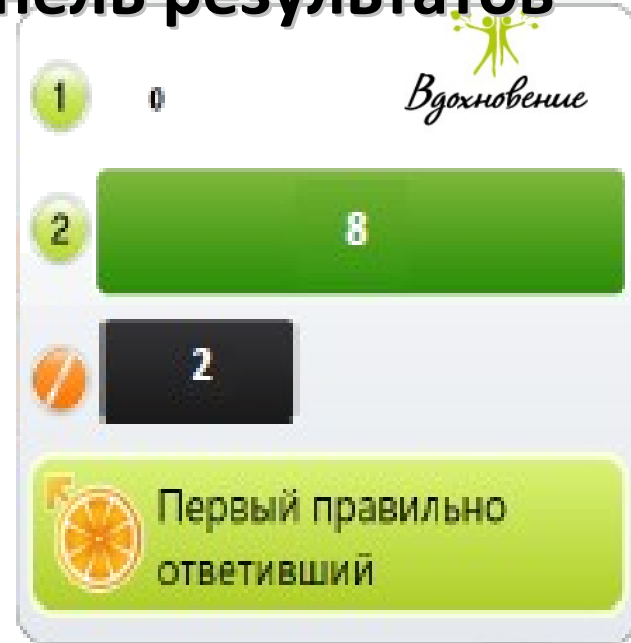 нель результатов
Вдохновение
1 0
2 8
2
Первый правильно
ответивший